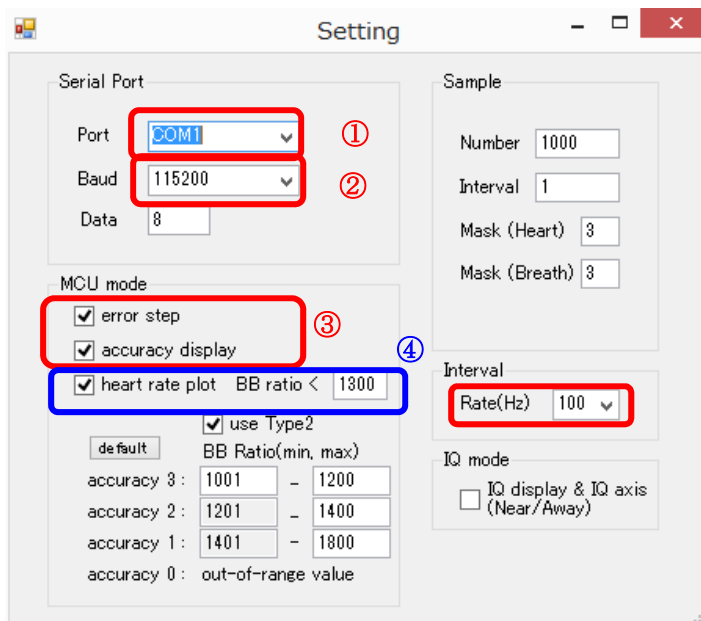 Setting
Serial Port
Port COM1 ①
Baud 115200 ②
Data 8
MCU mode
error step
accuracy display ③
heart rate plot BB ratio < 1300 ④
use Type2
default BB Ratio(min, max)
accuracy 3 : 1001 - 1200
accuracy 2 : 1201 - 1400
accuracy 1 : 1401 - 1800
accuracy 0 : out-of-range value
Sample
Number 1000
Interval 1
Mask (Heart) 3
Mask (Breath) 3
Interval
Rate(Hz) 100
IQ mode
IQ display & IQ axis
(Near/Away)